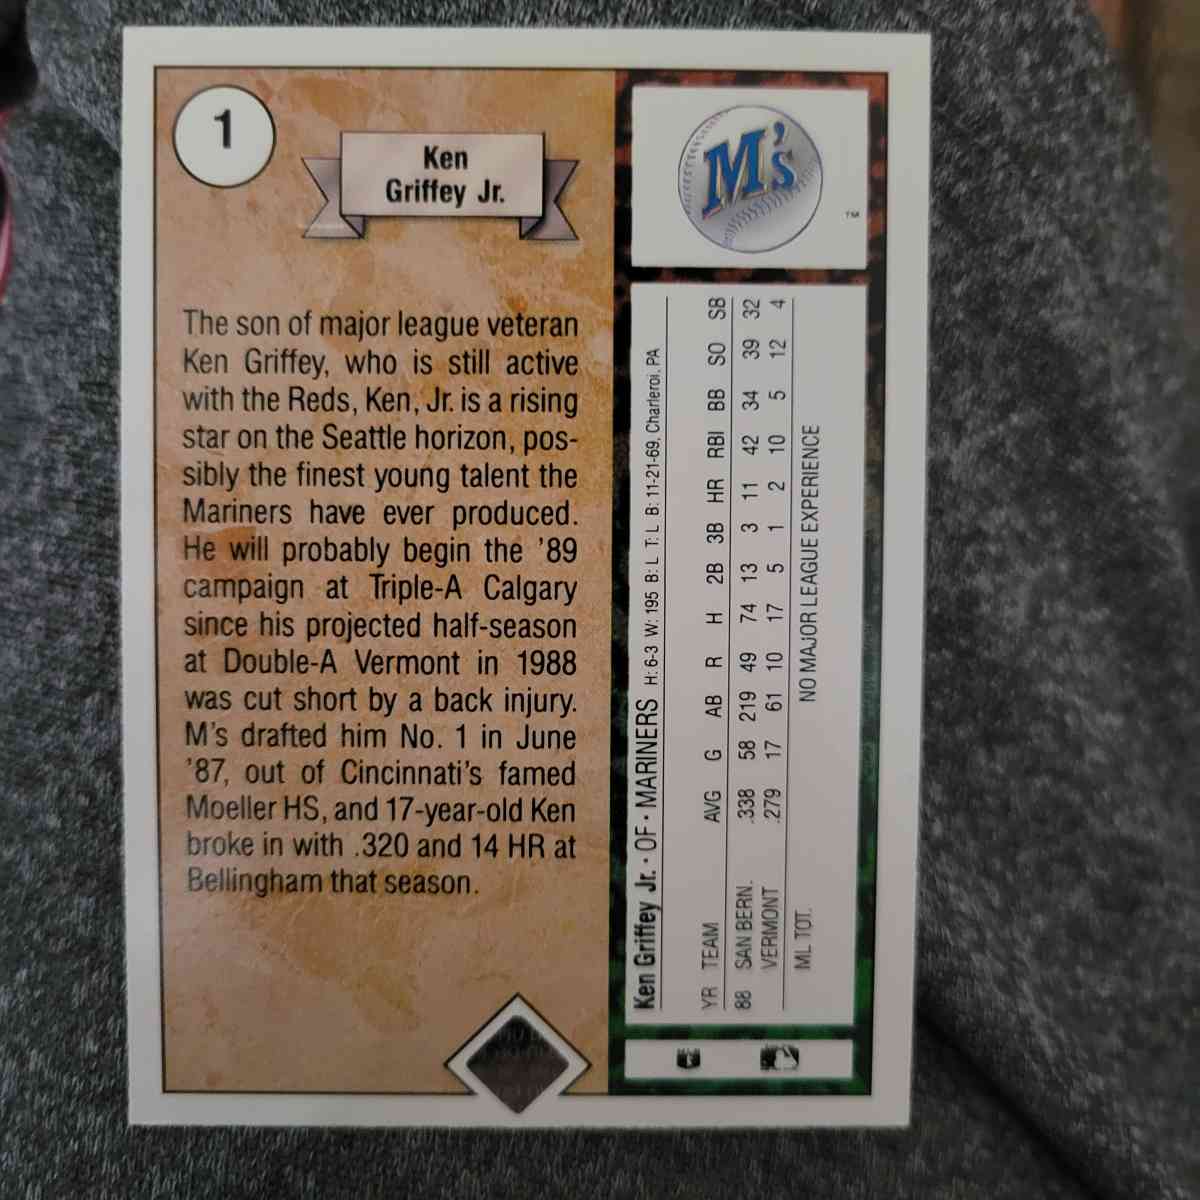 1
Ken
Griffey Jr.
The son of major league veteran
Ken Griffey, who is still active
with the Reds, Ken, Jr. is a rising
star on the Seattle horizon, pos-
sibly the finest young talent the
Mariners have ever produced.
He will probably begin the '89
campaign at Triple-A Calgary
since his projected half-season
at Double-A Vermont in 1988
was cut short by a back injury.
M's drafted him No. 1 in June
'87, out of Cincinnati's famed
Moeller HS, and 17-year-old Ken
broke in with .320 and 14 HR at
Bellingham that season.
M's
TM
Ken Griffey Jr. · OF · MARINERS H: 6-3 W: 195 B: L T: L B: 11-21-69, Charleroi, PA
YR TEAM AVG G AB R H 2B 3B HR RBI BB SO SB
88 SAN BERN. .338 58 219 49 74 13 3 11 42 34 39 32
VERMONT .279 17 61 10 17 5 1 2 10 5 12 4
ML TOT. NO MAJOR LEAGUE EXPERIENCE